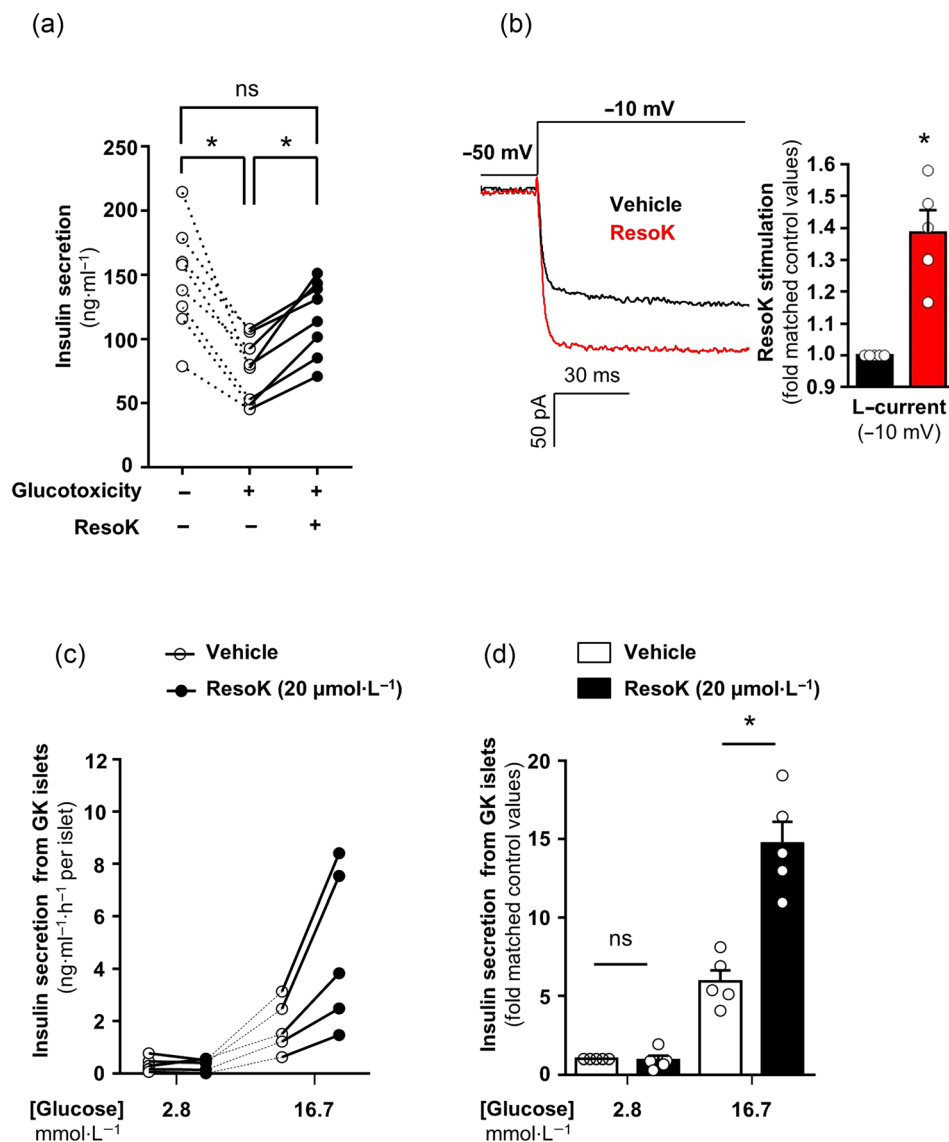 (a)
ns
*
*
250
200
150
100
50
0
Insulin secretion
(ng·ml⁻¹)
Glucotoxicity
–
+
+
ResoK
–
–
+
(b)
–10 mV
–50 mV
Vehicle
ResoK
30 ms
50 pA
*
1.6
1.5
1.4
1.3
1.2
1.1
1.0
0.9
ResoK stimulation
(fold matched control values)
L–current
(–10 mV)
(c)
Vehicle
ResoK (20 µmol·L⁻¹)
12
10
8
6
4
2
0
Insulin secretion from GK islets
(ng·ml⁻¹·h⁻¹ per islet)
[Glucose]
mmol·L⁻¹
2.8
16.7
(d)
Vehicle
ResoK (20 µmol·L⁻¹)
*
ns
20
15
10
5
0
Insulin secretion from GK islets
(fold matched control values)
[Glucose]
mmol·L⁻¹
2.8
16.7